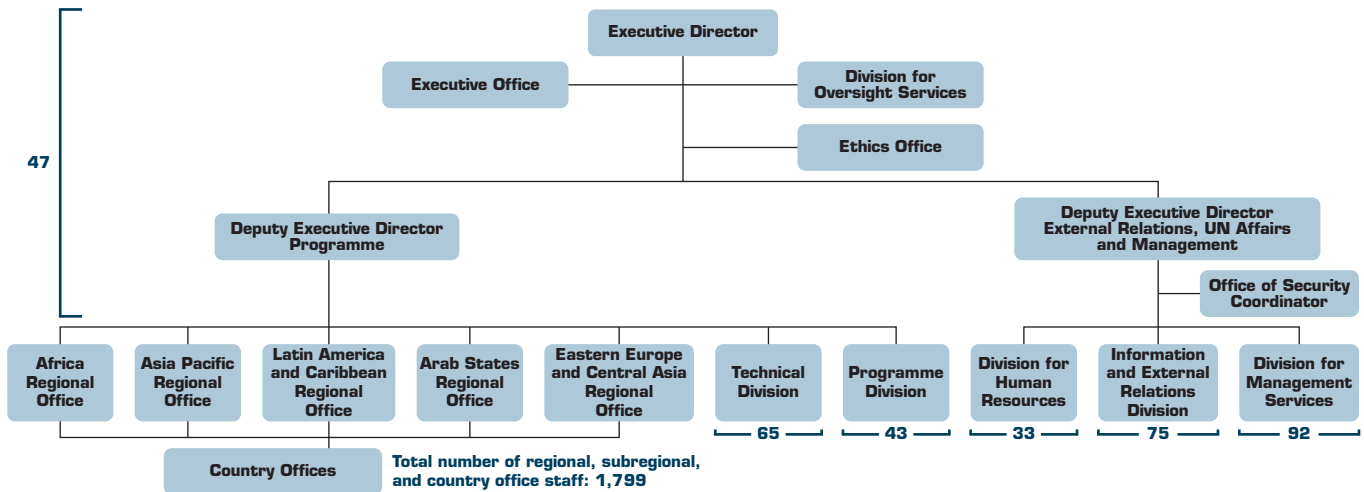 Executive Director
Executive Office
Division for
Oversight Services
Ethics Office
47
Deputy Executive Director
Programme
Deputy Executive Director
External Relations, UN Affairs
and Management
Office of Security
Coordinator
Africa
Regional
Office
Asia Pacific
Regional
Office
Latin America
and Caribbean
Regional
Office
Arab States
Regional
Office
Eastern Europe
and Central Asia
Regional
Office
Technical
Division
Programme
Division
Division for
Human
Resources
Information
and External
Relations
Division
Division for
Management
Services
65
43
33
75
92
Country Offices
Total number of regional, subregional,
and country office staff: 1,799